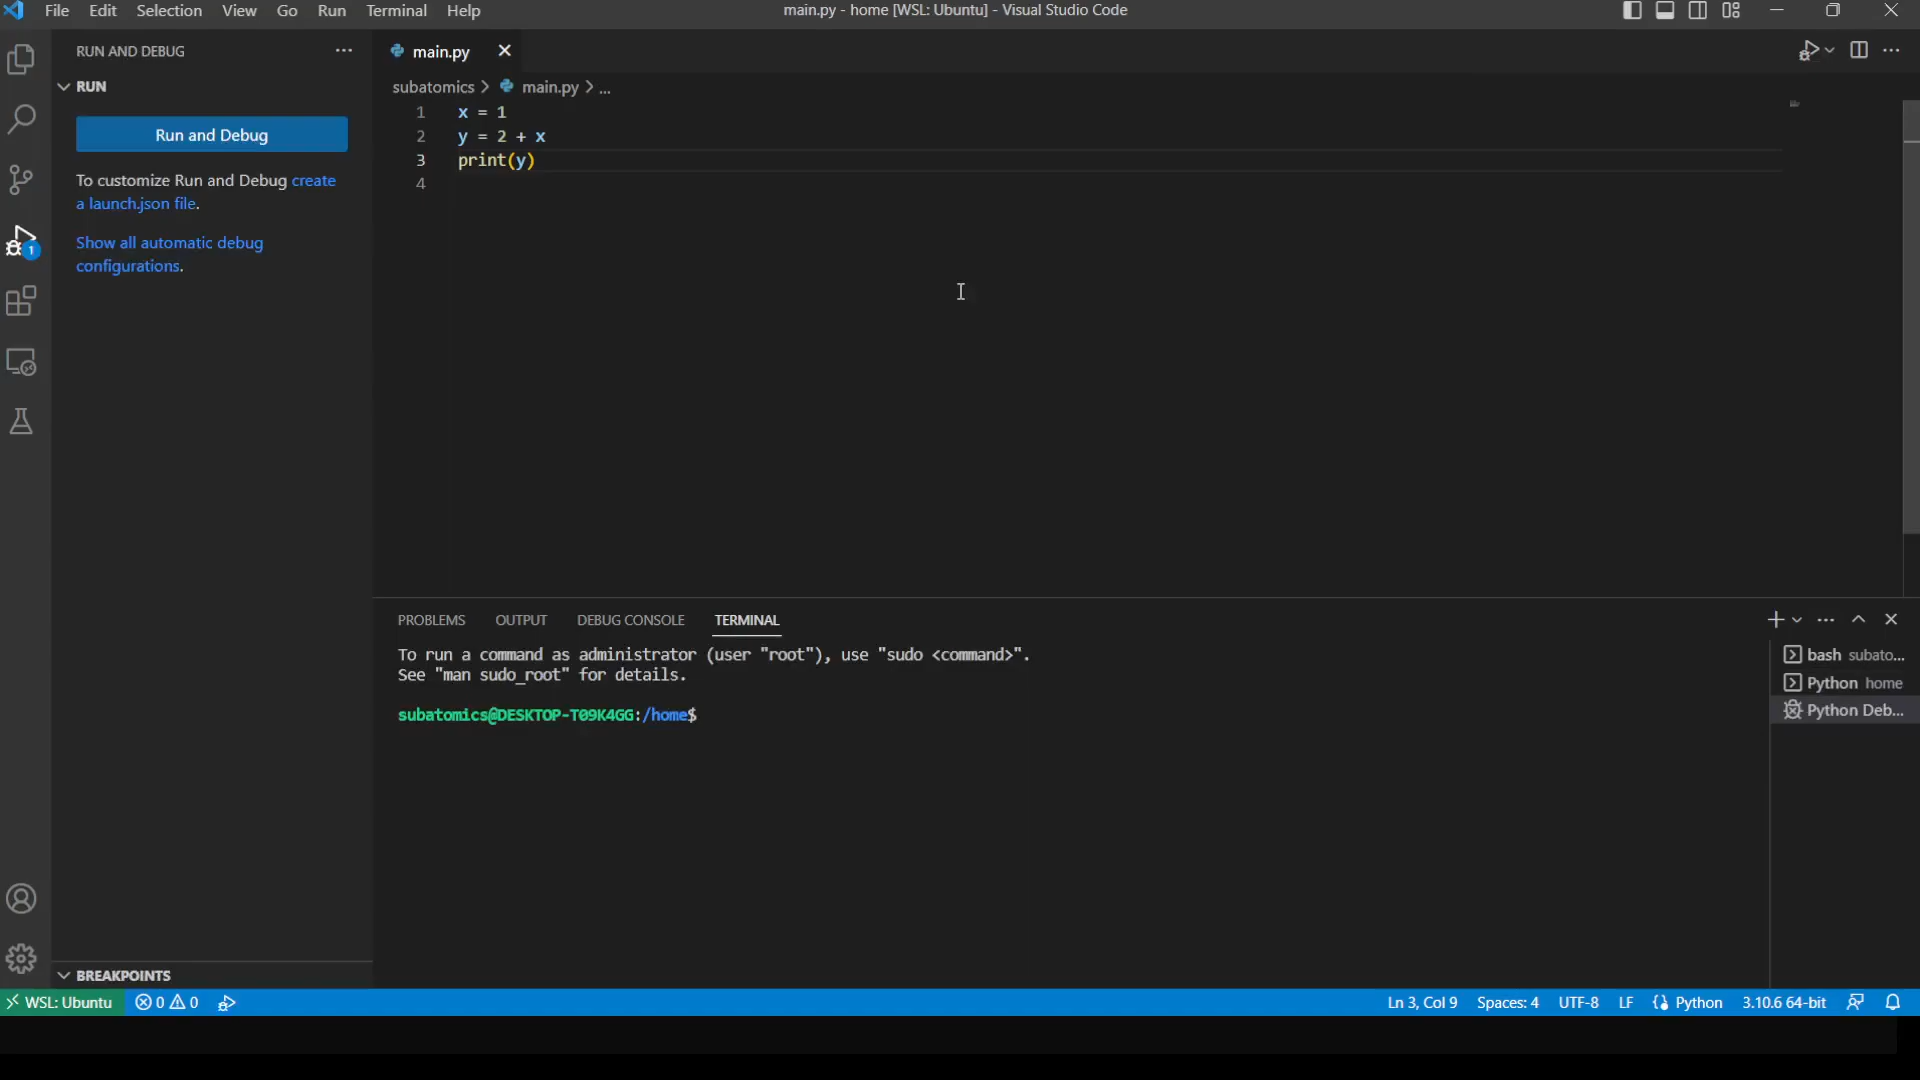 File Edit Selection View Go Run Terminal Help
main.py - home [WSL: Ubuntu] - Visual Studio Code
RUN AND DEBUG
RUN
Run and Debug
To customize Run and Debug create
a launch.json file.
Show all automatic debug
configurations.
1
BREAKPOINTS
main.py
subatomics > main.py > ...
1 x = 1
2 y = 2 + x
3 print(y)
4
PROBLEMS OUTPUT DEBUG CONSOLE TERMINAL
To run a command as administrator (user "root"), use "sudo <command>".
See "man sudo_root" for details.
subatomics@DESKTOP-T09K4GG:/home$
bash subato...
Python home
Python Deb...
WSL: Ubuntu 0 0
Ln 3, Col 9 Spaces: 4 UTF-8 LF Python 3.10.6 64-bit